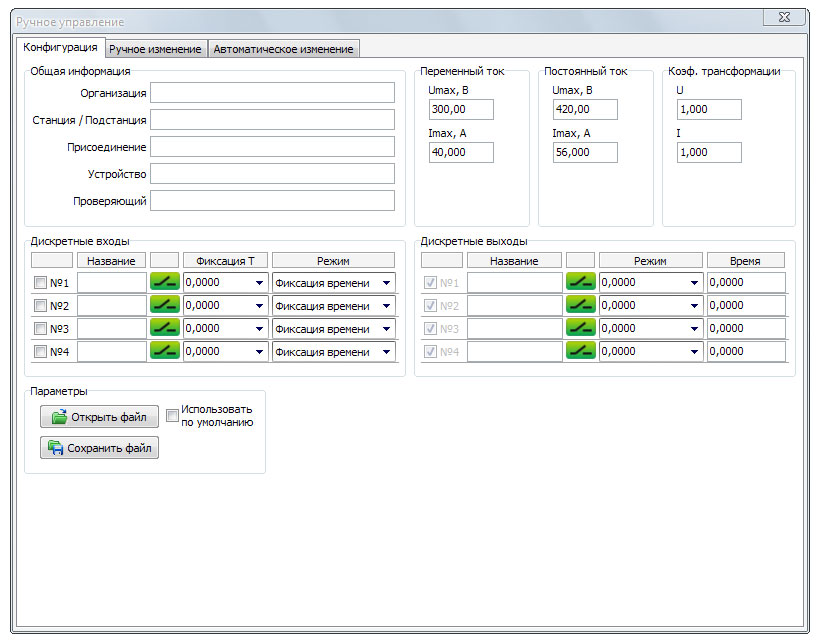 Ручное управление
Конфигурация Ручное изменение Автоматическое изменение
Общая информация
Организация
Станция / Подстанция
Присоединение
Устройство
Проверяющий
Переменный ток
Umax, В
300,00
Imax, А
40,000
Постоянный ток
Umax, В
420,00
Imax, А
56,000
Коэф. трансформации
U
1,000
I
1,000
Дискретные входы
Название Фиксация Т Режим
№1 0,0000 Фиксация времени
№2 0,0000 Фиксация времени
№3 0,0000 Фиксация времени
№4 0,0000 Фиксация времени
Дискретные выходы
Название Режим Время
№1 0,0000 0,0000
№2 0,0000 0,0000
№3 0,0000 0,0000
№4 0,0000 0,0000
Параметры
Открыть файл
Использовать
по умолчанию
Сохранить файл